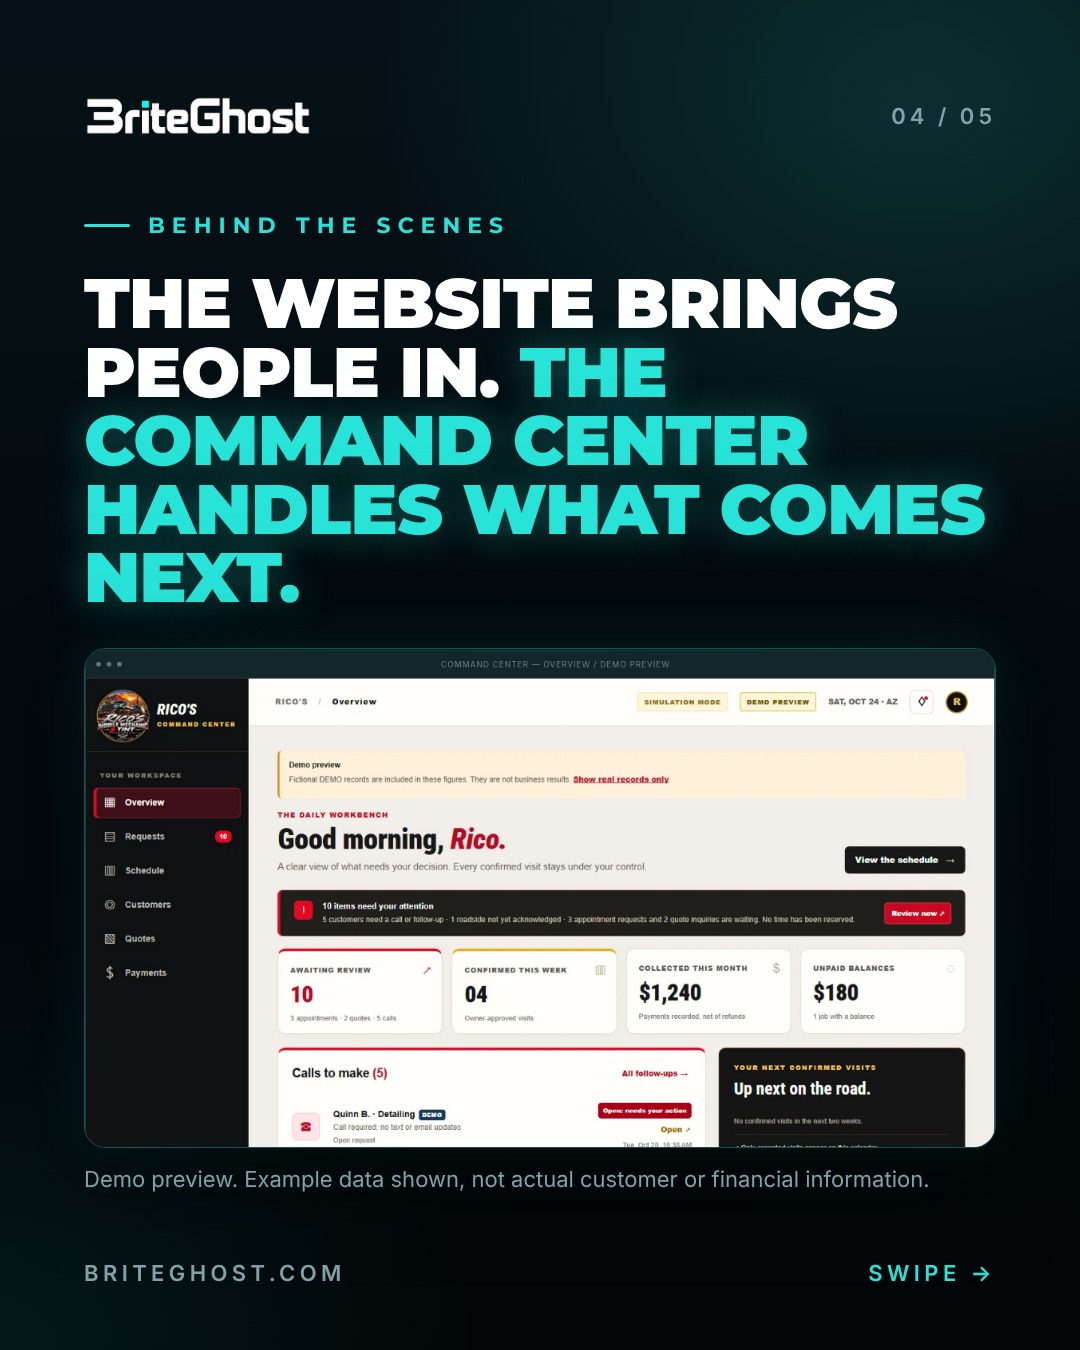 BriteGhost
04 / 05
BEHIND THE SCENES
THE WEBSITE BRINGS
PEOPLE IN. THE
COMMAND CENTER
HANDLES WHAT COMES
NEXT.
COMMAND CENTER — OVERVIEW / DEMO PREVIEW
RICO'S
COMMAND CENTER
RICO'S / Overview
SIMULATION MODE
DEMO PREVIEW
SAT, OCT 24 · AZ
R
YOUR WORKSPACE
Overview
Requests 10
Schedule
Customers
Quotes
Payments
Demo preview
Fictional DEMO records are included in these figures. They are not business results. Show real records only
THE DAILY WORKBENCH
Good morning, Rico.
A clear view of what needs your decision. Every confirmed visit stays under your control.
View the schedule →
10 items need your attention
5 customers need a call or follow-up · 1 roadside not yet acknowledged · 3 appointment requests and 2 quote inquiries are waiting. No time has been reserved.
Review now ↗
AWAITING REVIEW
10
3 appointments · 2 quotes · 5 calls
CONFIRMED THIS WEEK
04
Owner-approved visits
COLLECTED THIS MONTH
$1,240
Payments recorded, net of refunds
UNPAID BALANCES
$180
1 job with a balance
Calls to make (5)
All follow-ups →
Quinn B. · Detailing DEMO
Call required: no text or email updates
Open request
Open: needs your action
Open ↗
Tue, Oct 20, 10:38 AM
YOUR NEXT CONFIRMED VISITS
Up next on the road.
No confirmed visits in the next two weeks.
Demo preview. Example data shown, not actual customer or financial information.
BRITEGHOST.COM
SWIPE →